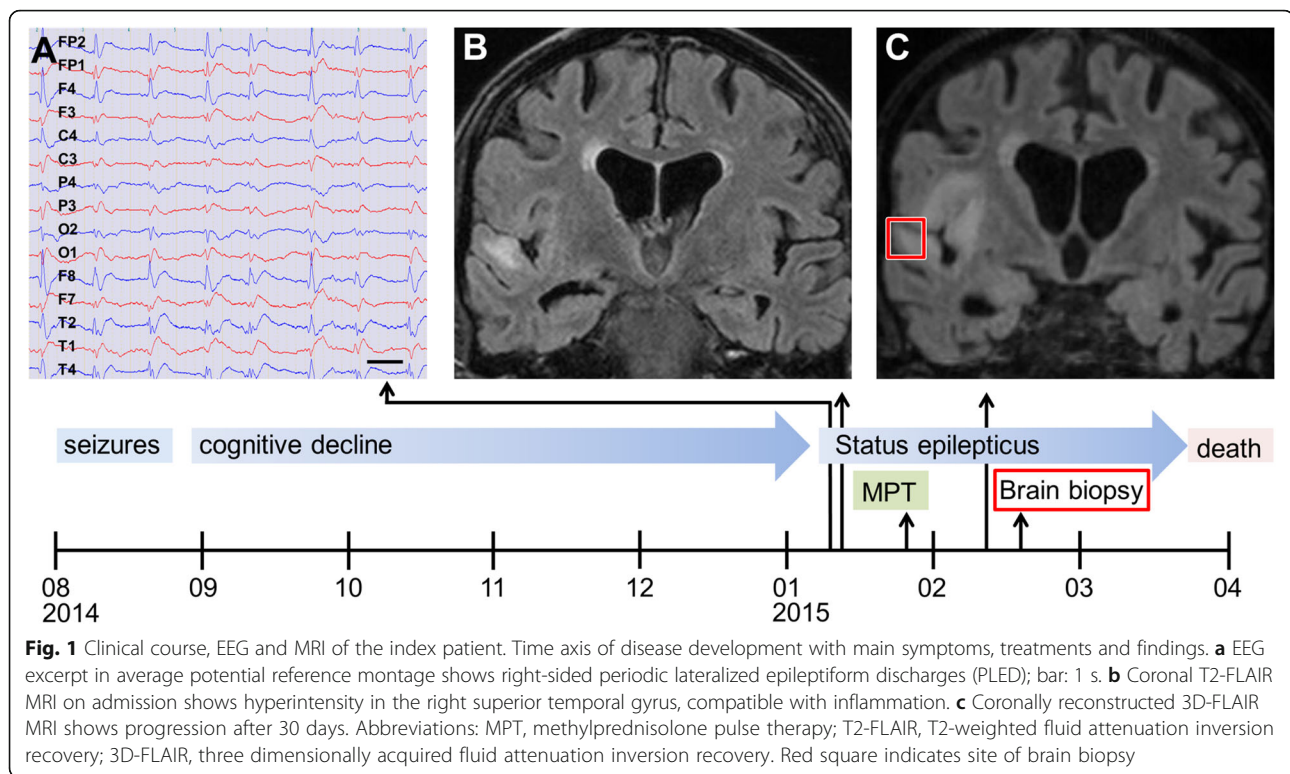 A
FP2
FP1
F4
F3
C4
C3
P4
P3
O2
O1
F8
F7
T2
T1
T4
B
C
seizures
cognitive decline
Status epilepticus
death
MPT
Brain biopsy
08 09 10 11 12 01 02 03 04
2014 2015
Fig. 1 Clinical course, EEG and MRI of the index patient. Time axis of disease development with main symptoms, treatments and findings. a EEG
excerpt in average potential reference montage shows right-sided periodic lateralized epileptiform discharges (PLED); bar: 1 s. b Coronal T2-FLAIR
MRI on admission shows hyperintensity in the right superior temporal gyrus, compatible with inflammation. c Coronally reconstructed 3D-FLAIR
MRI shows progression after 30 days. Abbreviations: MPT, methylprednisolone pulse therapy; T2-FLAIR, T2-weighted fluid attenuation inversion
recovery; 3D-FLAIR, three dimensionally acquired fluid attenuation inversion recovery. Red square indicates site of brain biopsy